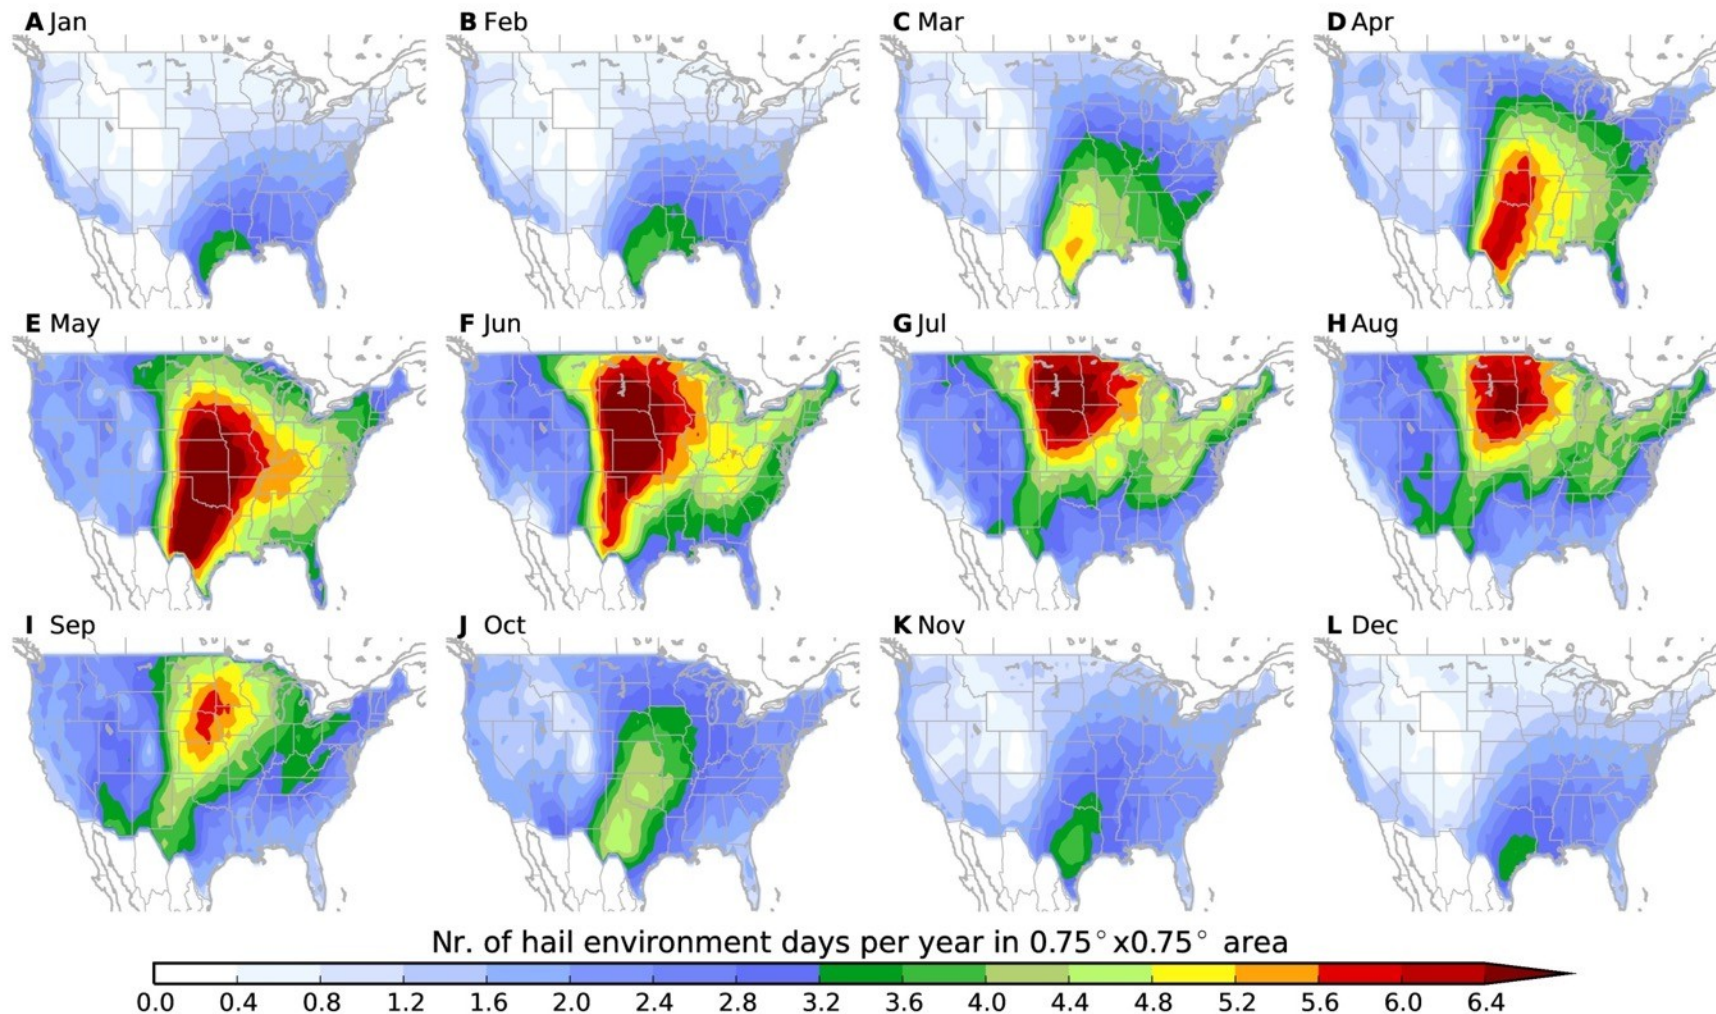 A Jan
B Feb
C Mar
D Apr
E May
F Jun
G Jul
H Aug
I Sep
J Oct
K Nov
L Dec
Nr. of hail environment days per year in 0.75°x0.75° area
0.0 0.4 0.8 1.2 1.6 2.0 2.4 2.8 3.2 3.6 4.0 4.4 4.8 5.2 5.6 6.0 6.4